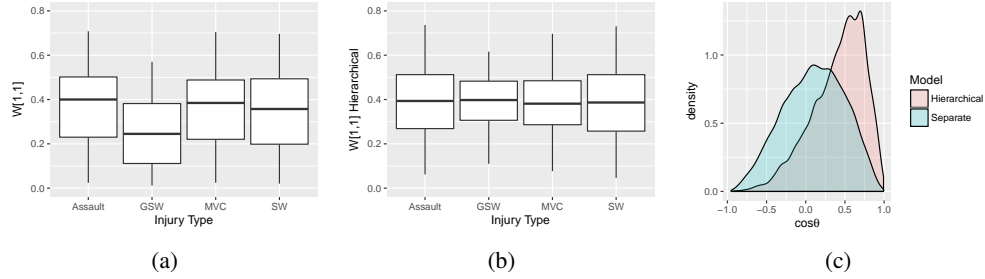 0.8
0.6
0.4
0.2
0.0
W[1,1]
Assault GSW MVC SW
Injury Type
(a)
0.8
0.6
0.4
0.2
0.0
W[1,1] Hierarchical
Assault GSW MVC SW
Injury Type
(b)
1.0
0.5
0.0
density
−1.0 −0.5 0.0 0.5 1.0
cosθ
Model
Hierarchical
Separate
(c)